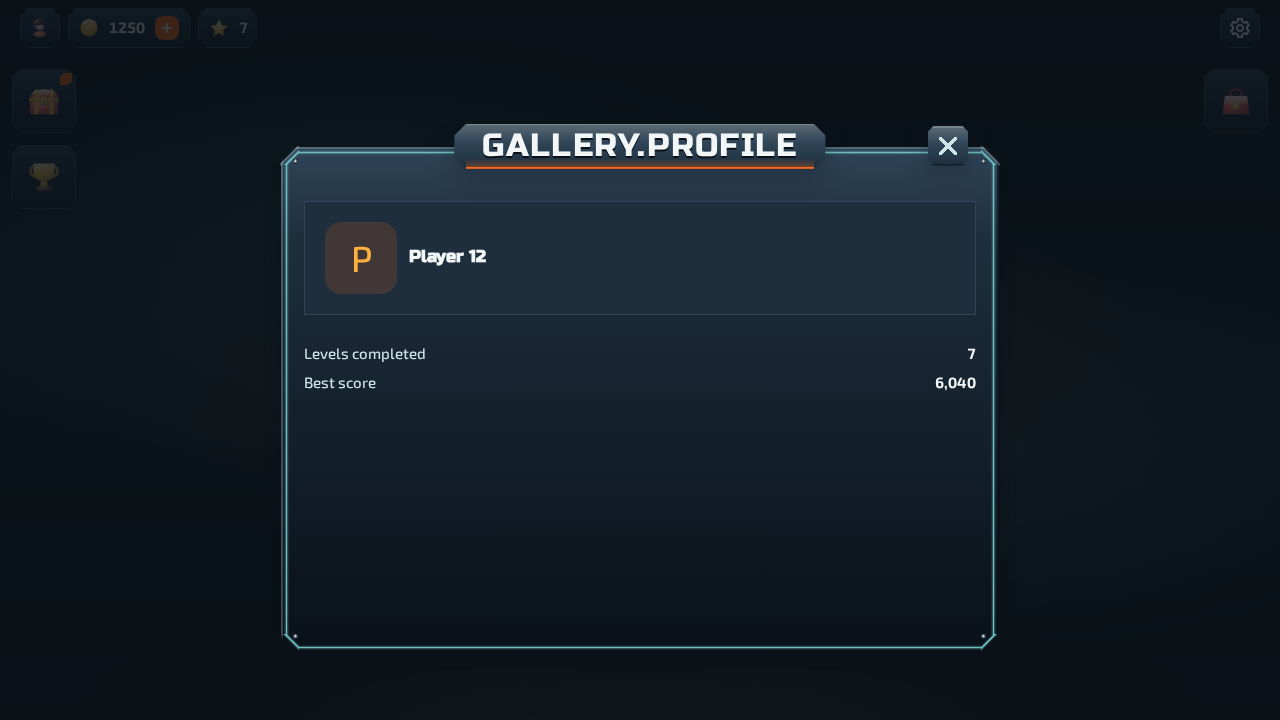 1250
7
GALLERY.PROFILE
P
Player 12
Levels completed 7
Best score 6,040